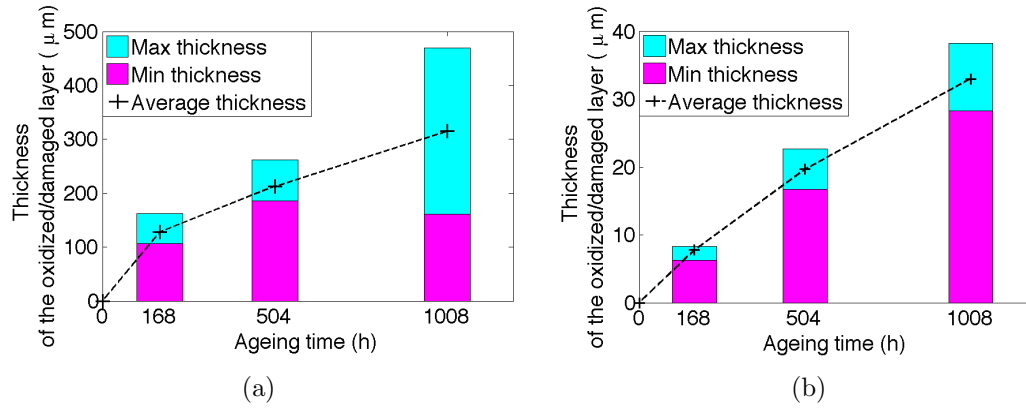 500
400
300
200
100
0
Thickness
of the oxidized/damaged layer ( μ m)
Max thickness
Min thickness
Average thickness
0 168 504 1008
Ageing time (h)
(a)
40
30
20
10
0
Thickness
of the oxidized/damaged layer ( μ m)
Max thickness
Min thickness
Average thickness
0 168 504 1008
Ageing time (h)
(b)